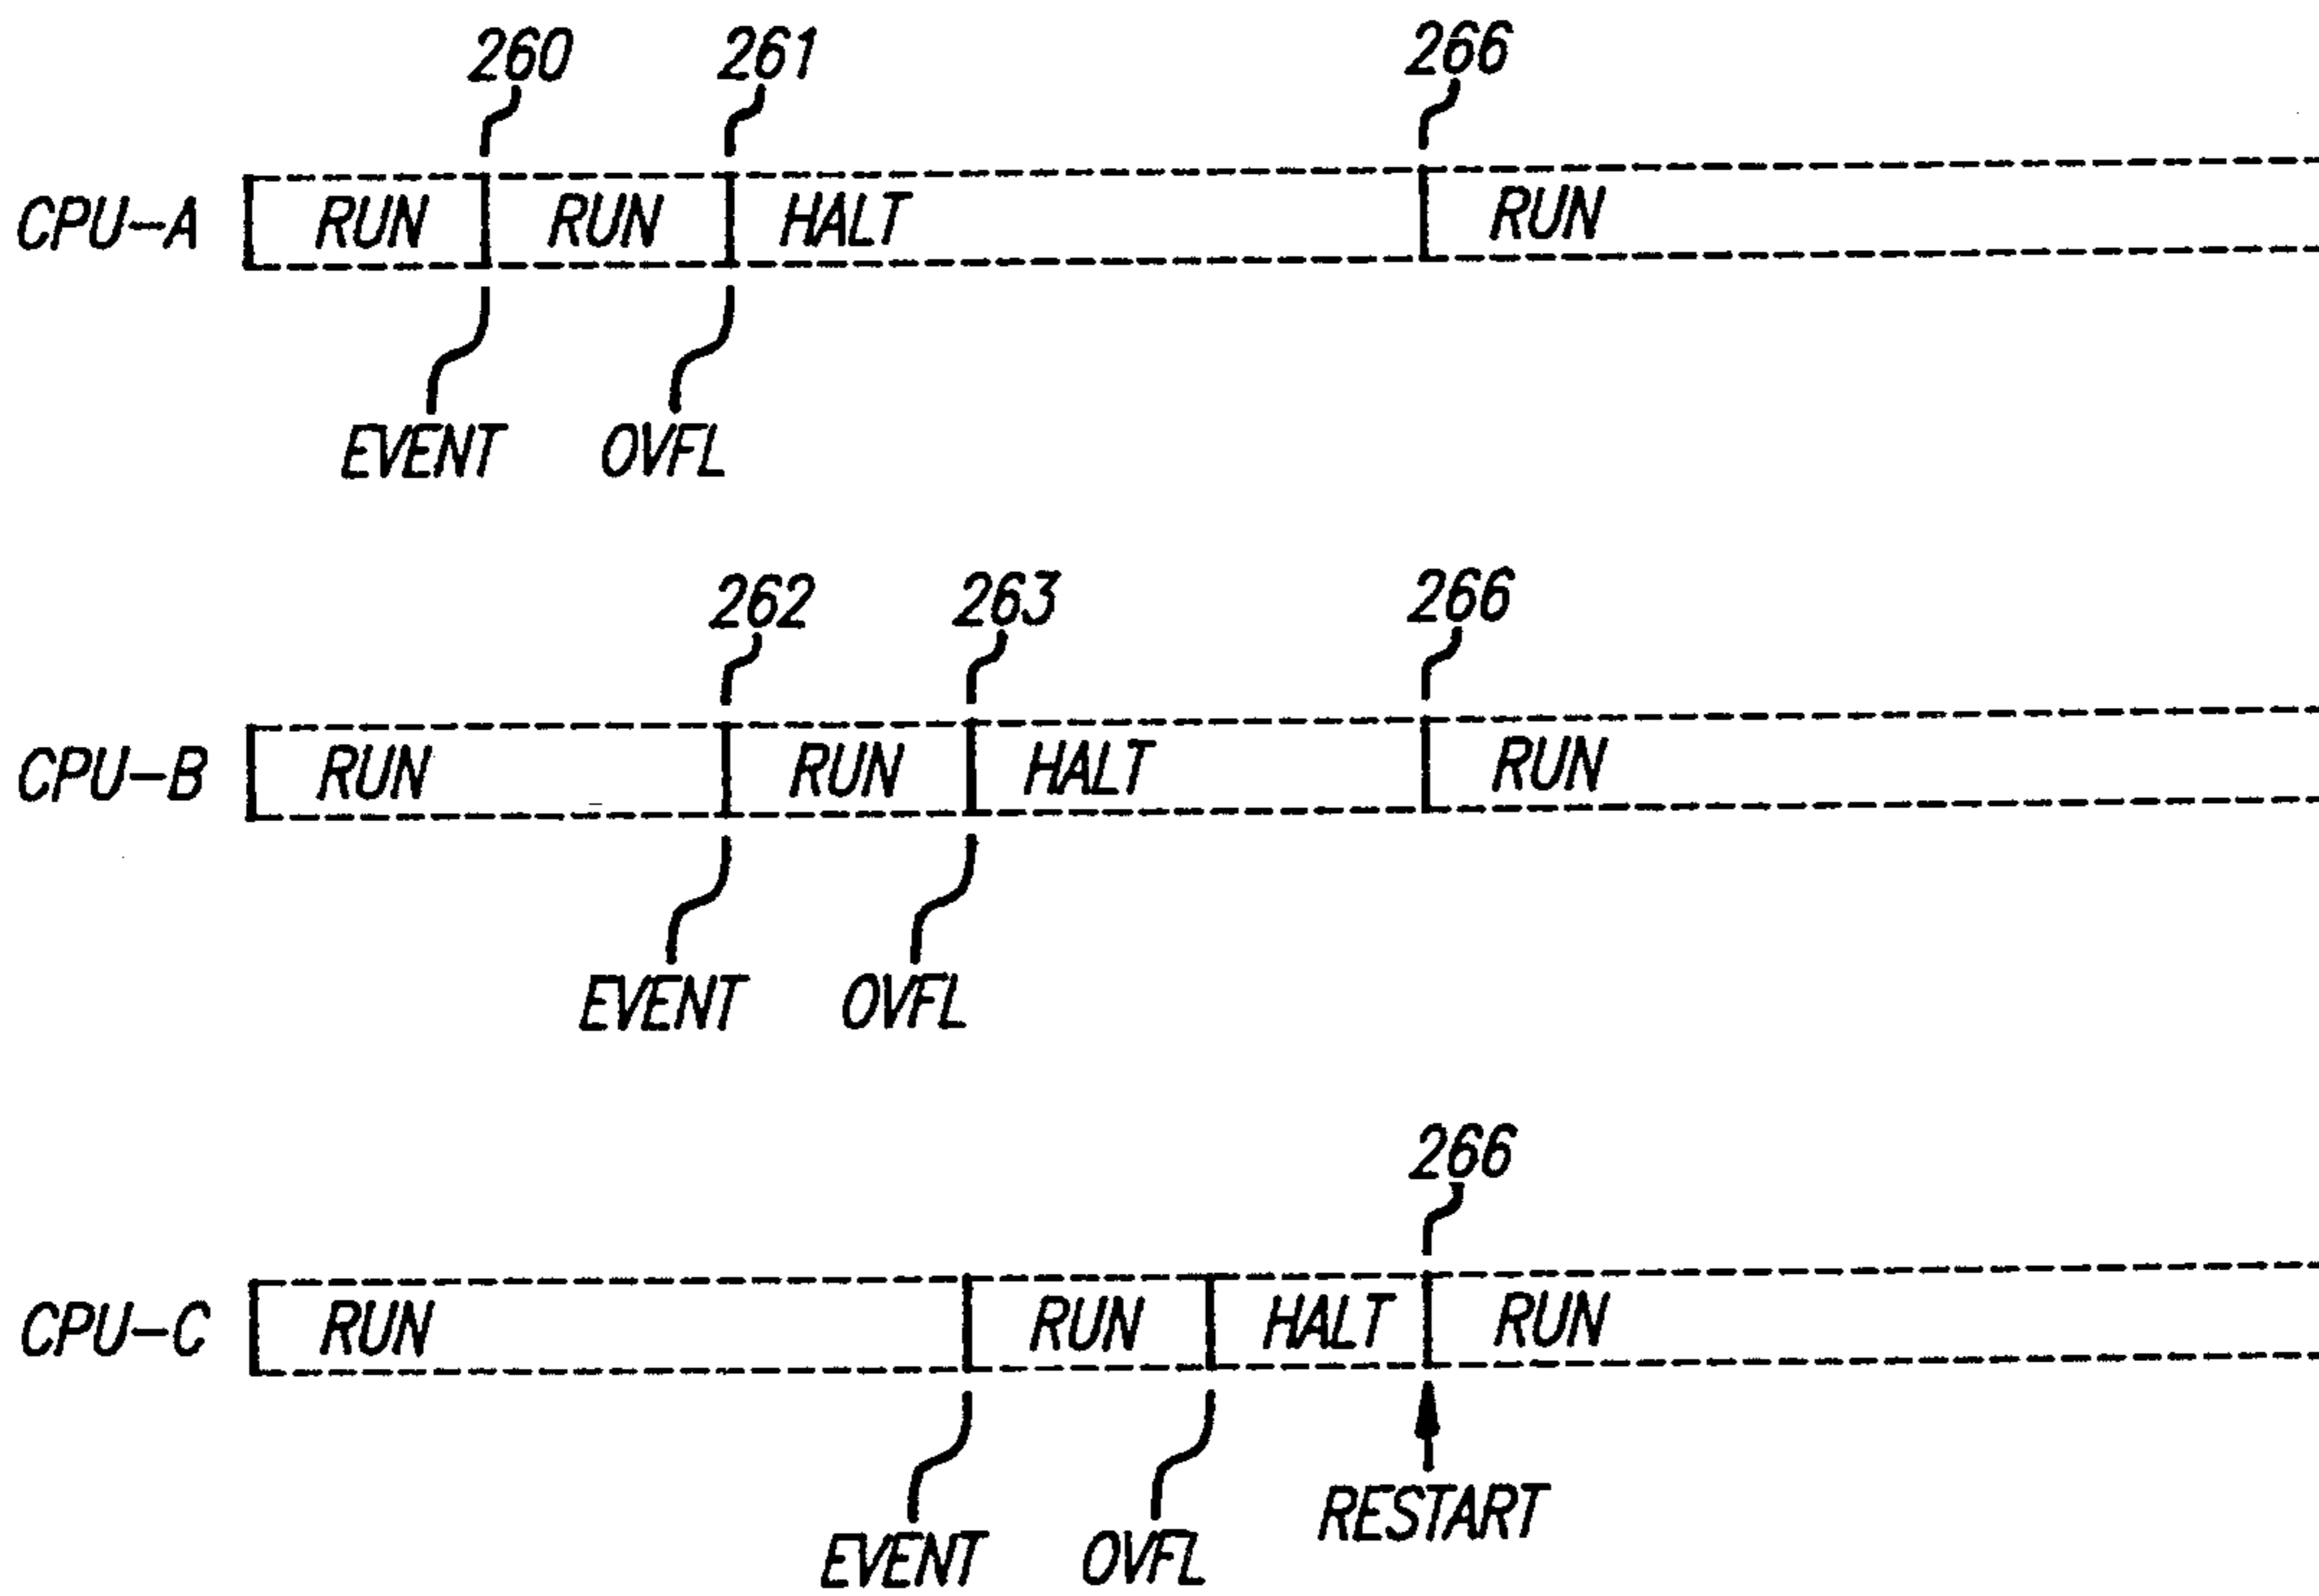 260 261 266
CPU-A RUN RUN HALT RUN
EVENT OVFL
262 263 266
CPU-B RUN RUN HALT RUN
EVENT OVFL
266
CPU-C RUN RUN HALT RUN
RESTART
EVENT OVFL